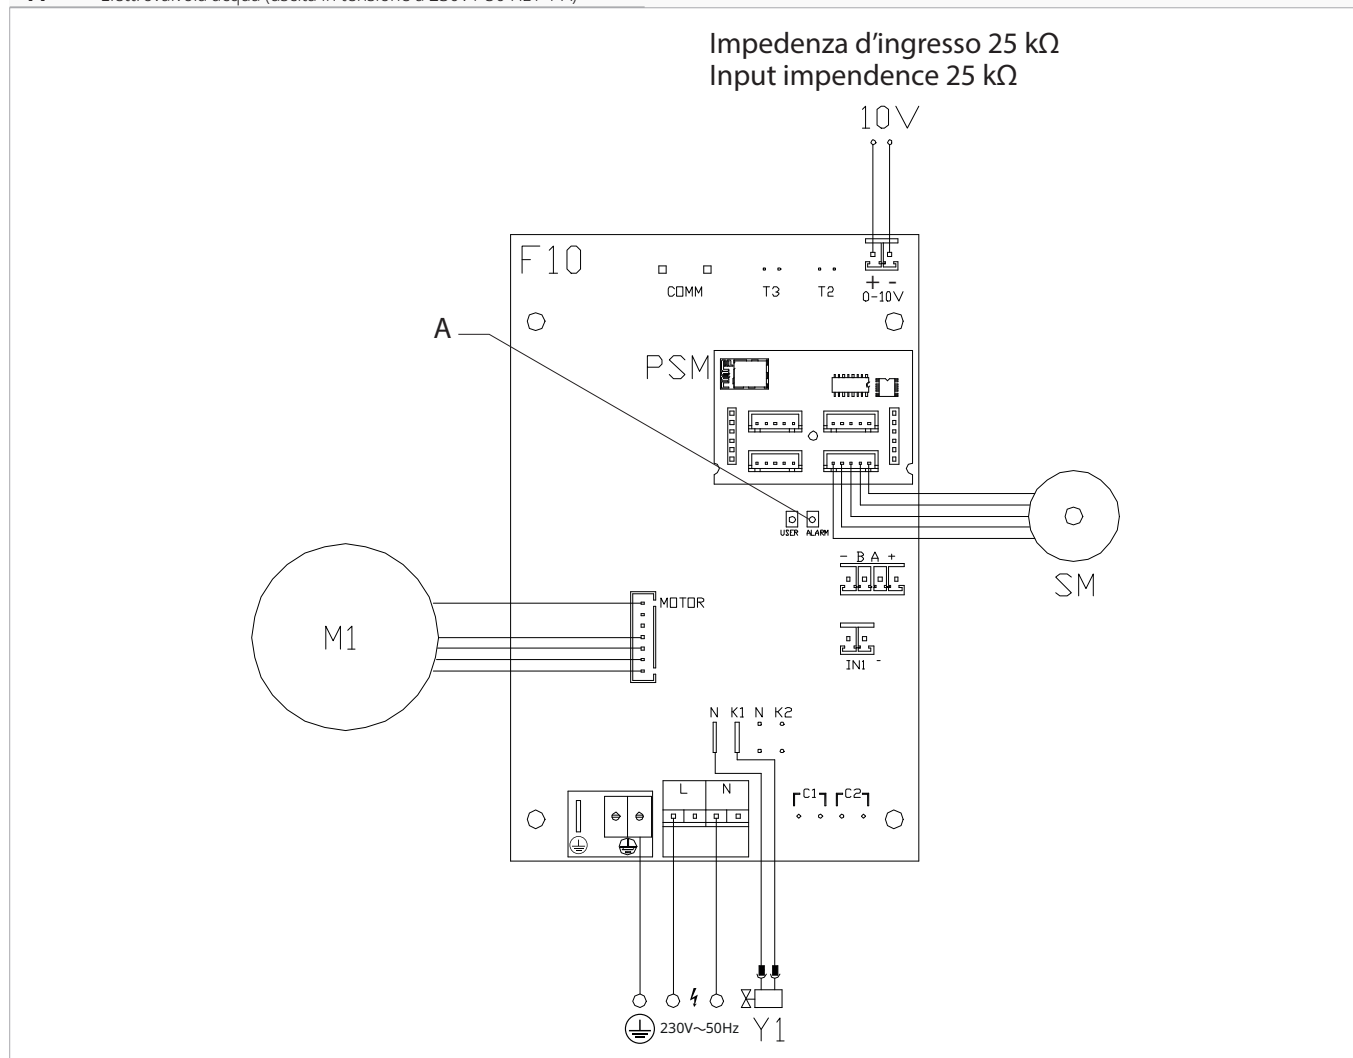 Impedenza d’ingresso 25 kΩ
Input impendence 25 kΩ
10V
F10
COMM
T3
T2
+ -
0-10V
A
PSM
USER
ALARM
- B A +
SM
MOTOR
M1
IN1 -
N K1 N K2
L
N
C1
C2
230V～50Hz
Y1